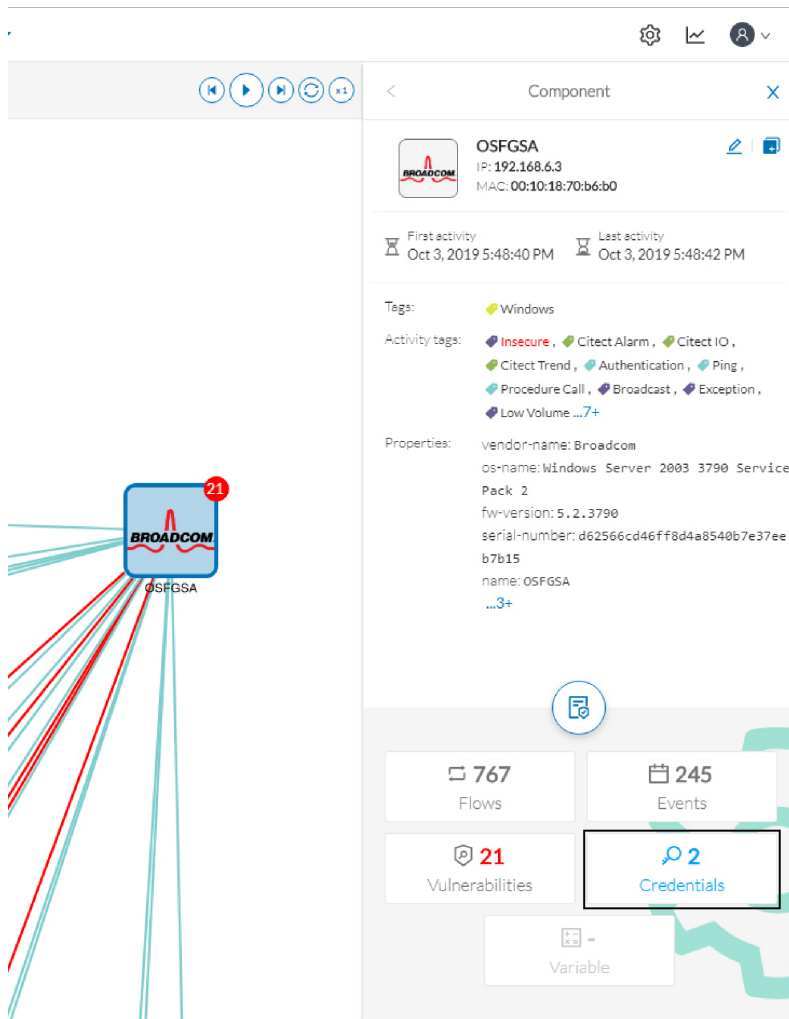 x1
Component
BROADCOM
OSFGSA
IP: 192.168.6.3
MAC: 00:10:18:70:b6:b0
First activity
Oct 3, 2019 5:48:40 PM
Last activity
Oct 3, 2019 5:48:42 PM
Tags:
Windows
Activity tags:
Insecure , Citect Alarm , Citect IO ,
Citect Trend , Authentication , Ping ,
Procedure Call , Broadcast , Exception ,
Low Volume ...7+
Properties:
vendor-name: Broadcom
os-name: Windows Server 2003 3790 Service
Pack 2
fw-version: 5.2.3790
serial-number: d62566cd46ff8d4a8540b7e37ee
b7b15
name: OSFGSA
...3+
21
BROADCOM
OSFGSA
767
Flows
245
Events
21
Vulnerabilities
2
Credentials
-
Variable